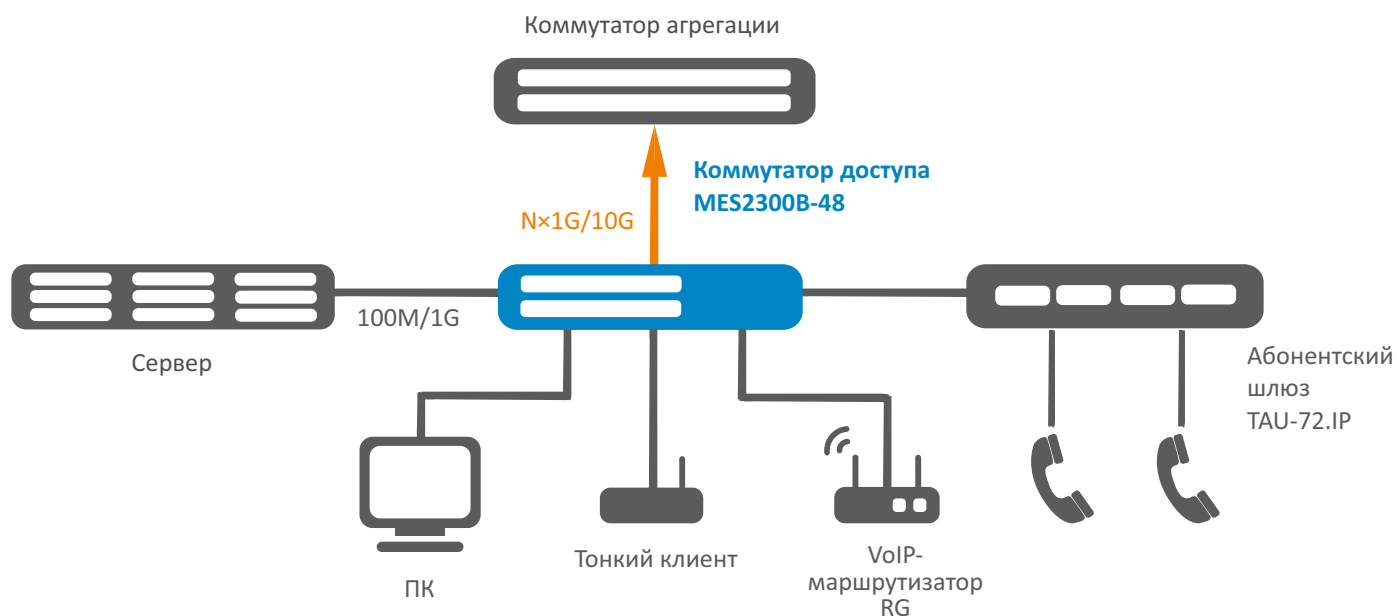 Коммутатор агрегации
Коммутатор доступа
MES2300B-48
N×1G/10G
100M/1G
Сервер
Абонентский
шлюз
TAU-72.IP
ПК
Тонкий клиент
VoIP-
маршрутизатор
RG